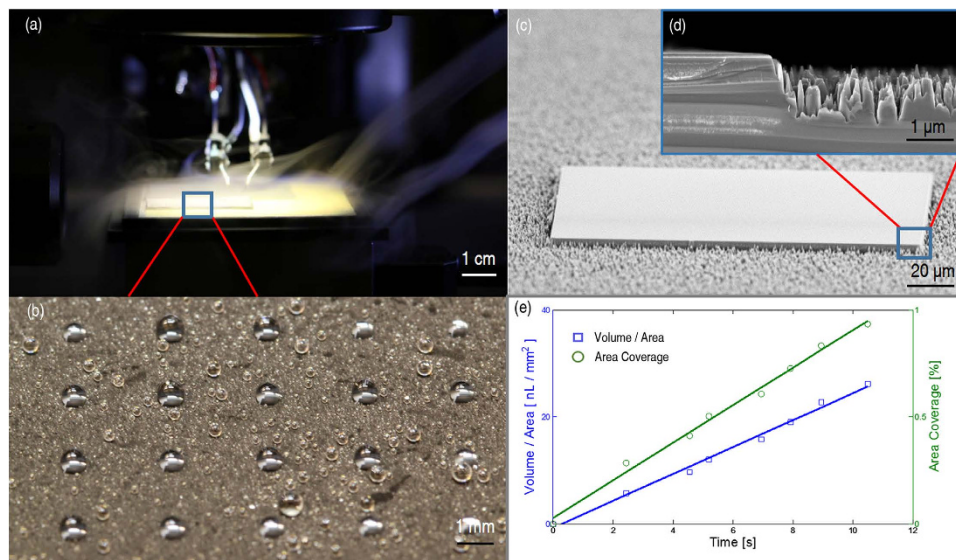 (a)
1 cm
(b)
1 mm
(c)
(d)
1 µm
20 µm
(e)
Volume / Area [ nL / mm²]
40
20
0
Volume / Area
Area Coverage
1
0.5
0
Area Coverage [%]
0 2 4 6 8 10 12
Time [s]